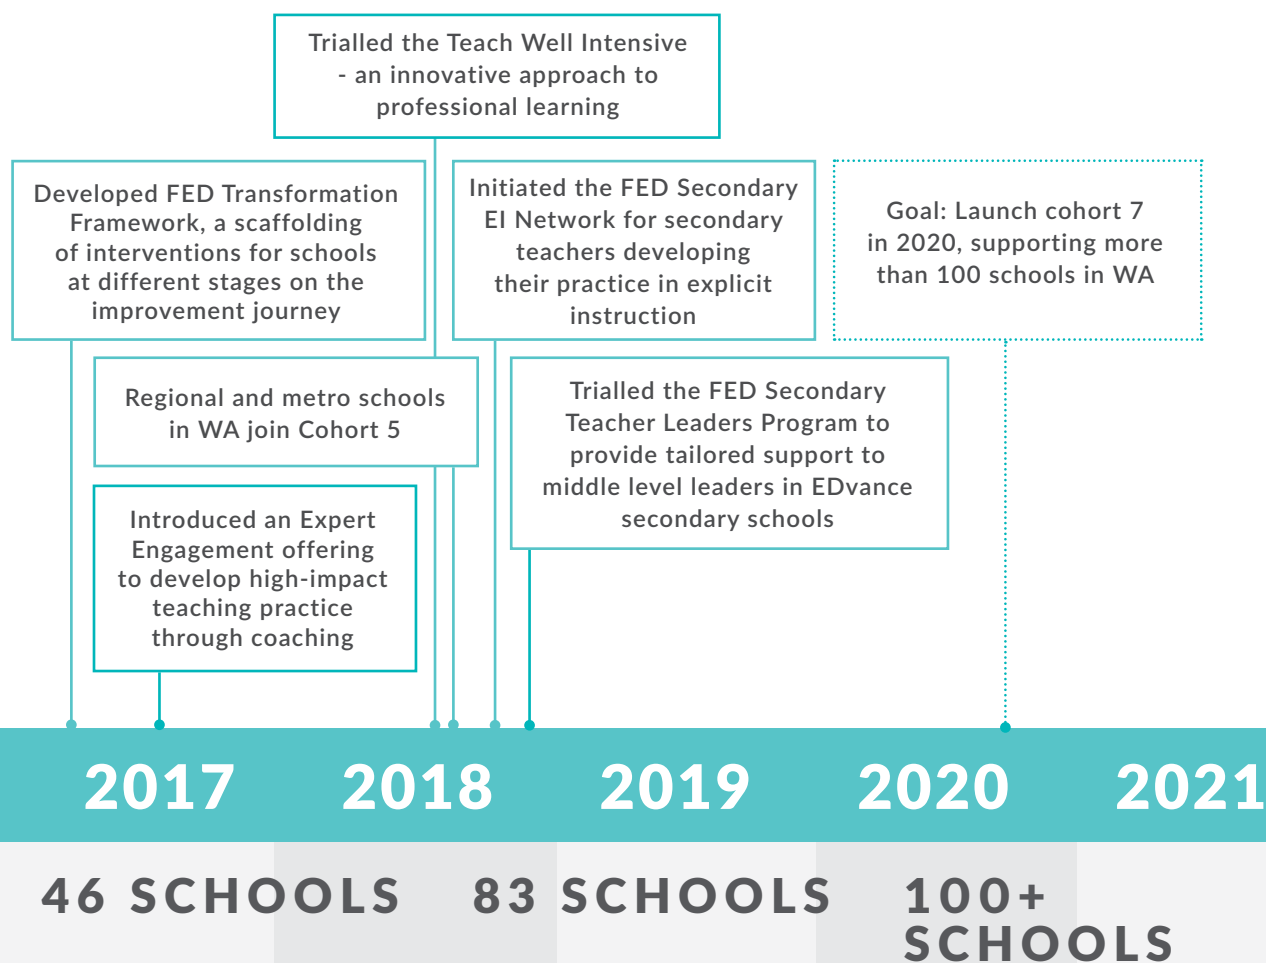 Trialled the Teach Well Intensive
- an innovative approach to
professional learning
Developed FED Transformation
Framework, a scaffolding
of interventions for schools
at different stages on the
improvement journey
Initiated the FED Secondary
EI Network for secondary
teachers developing
their practice in explicit
instruction
Goal: Launch cohort 7
in 2020, supporting more
than 100 schools in WA
Regional and metro schools
in WA join Cohort 5
Trialled the FED Secondary
Teacher Leaders Program to
provide tailored support to
middle level leaders in EDvance
secondary schools
Introduced an Expert
Engagement offering
to develop high-impact
teaching practice
through coaching
2017 2018 2019 2020 2021
46 SCHOOLS 83 SCHOOLS 100+
SCHOOLS